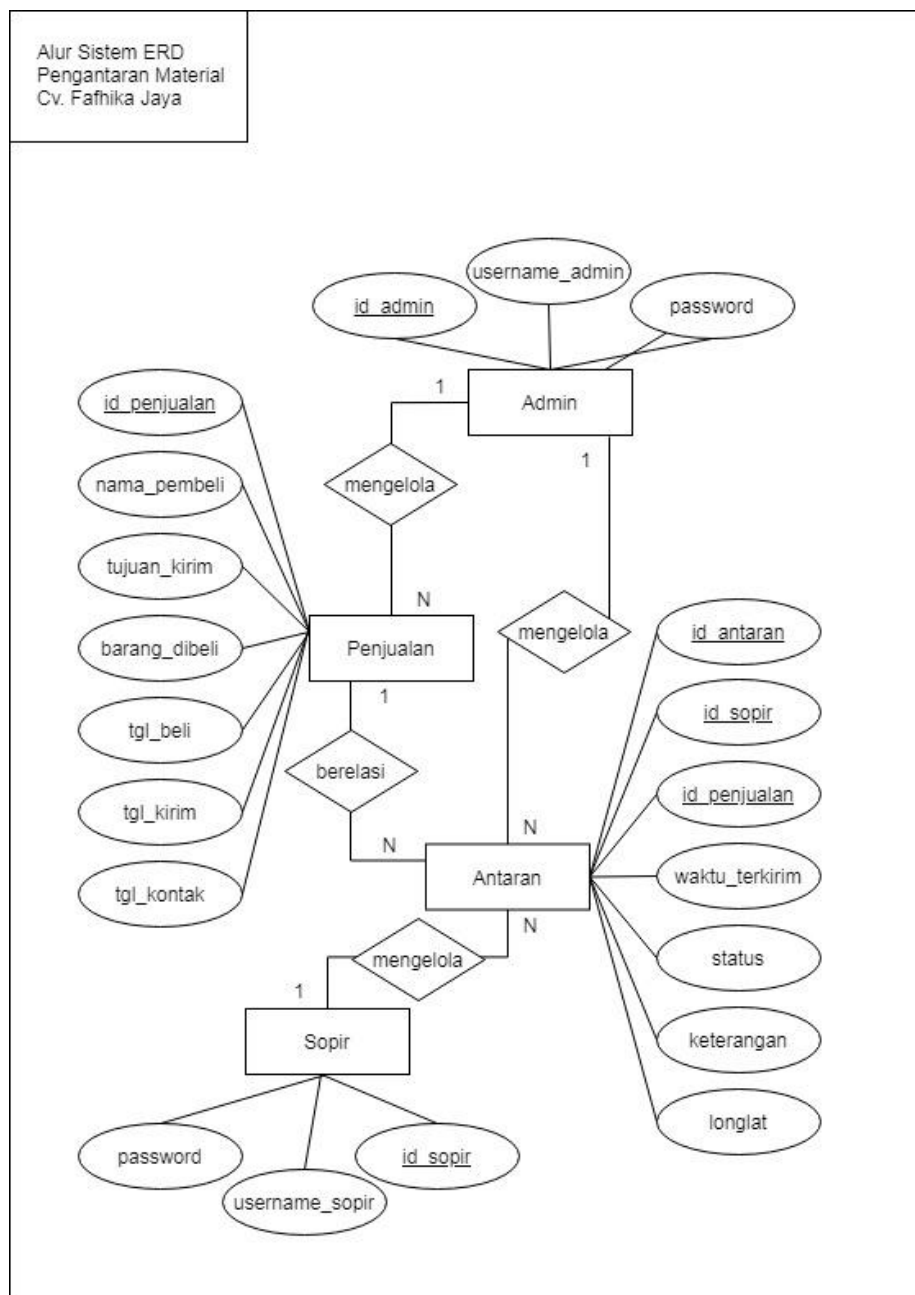 Alur Sistem ERD
Pengantaran Material
Cv. Fafhika Jaya
username_admin
id_admin
password
1
Admin
id_penjualan
1
nama_pembeli
mengelola
tujuan_kirim
N
mengelola
id_antaran
barang_dibeli
Penjualan
1
id_sopir
tgl_beli
berelasi
id_penjualan
tgl_kirim
N
N
Antaran
waktu_terkirim
tgl_kontak
N
status
mengelola
1
keterangan
Sopir
longlat
password
id_sopir
username_sopir